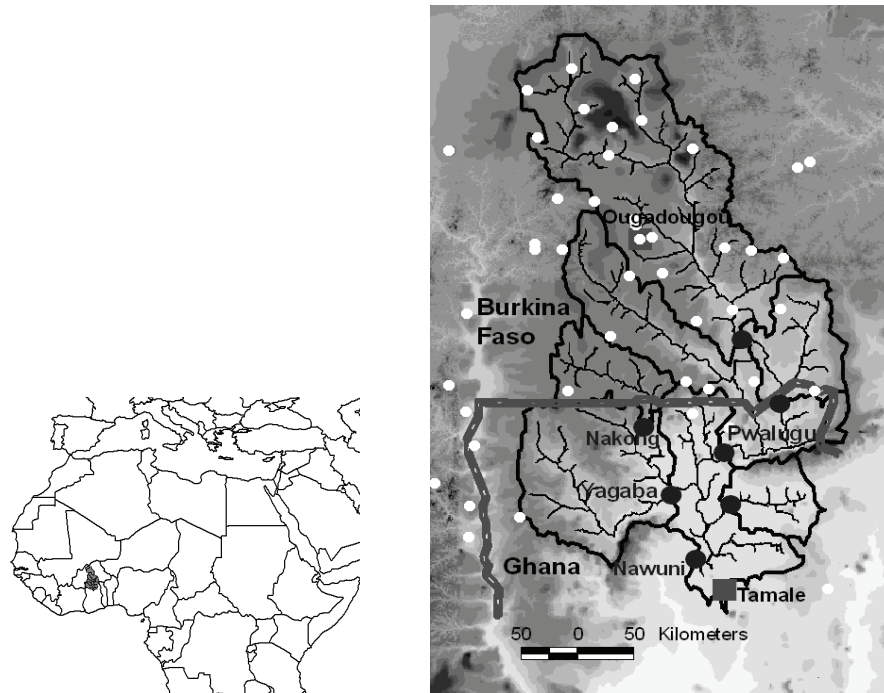 Ougadougou
Burkina
Faso
Nakong
Pwalugu
Yagaba
Ghana
Nawuni
Tamale
50 0 50 Kilometers